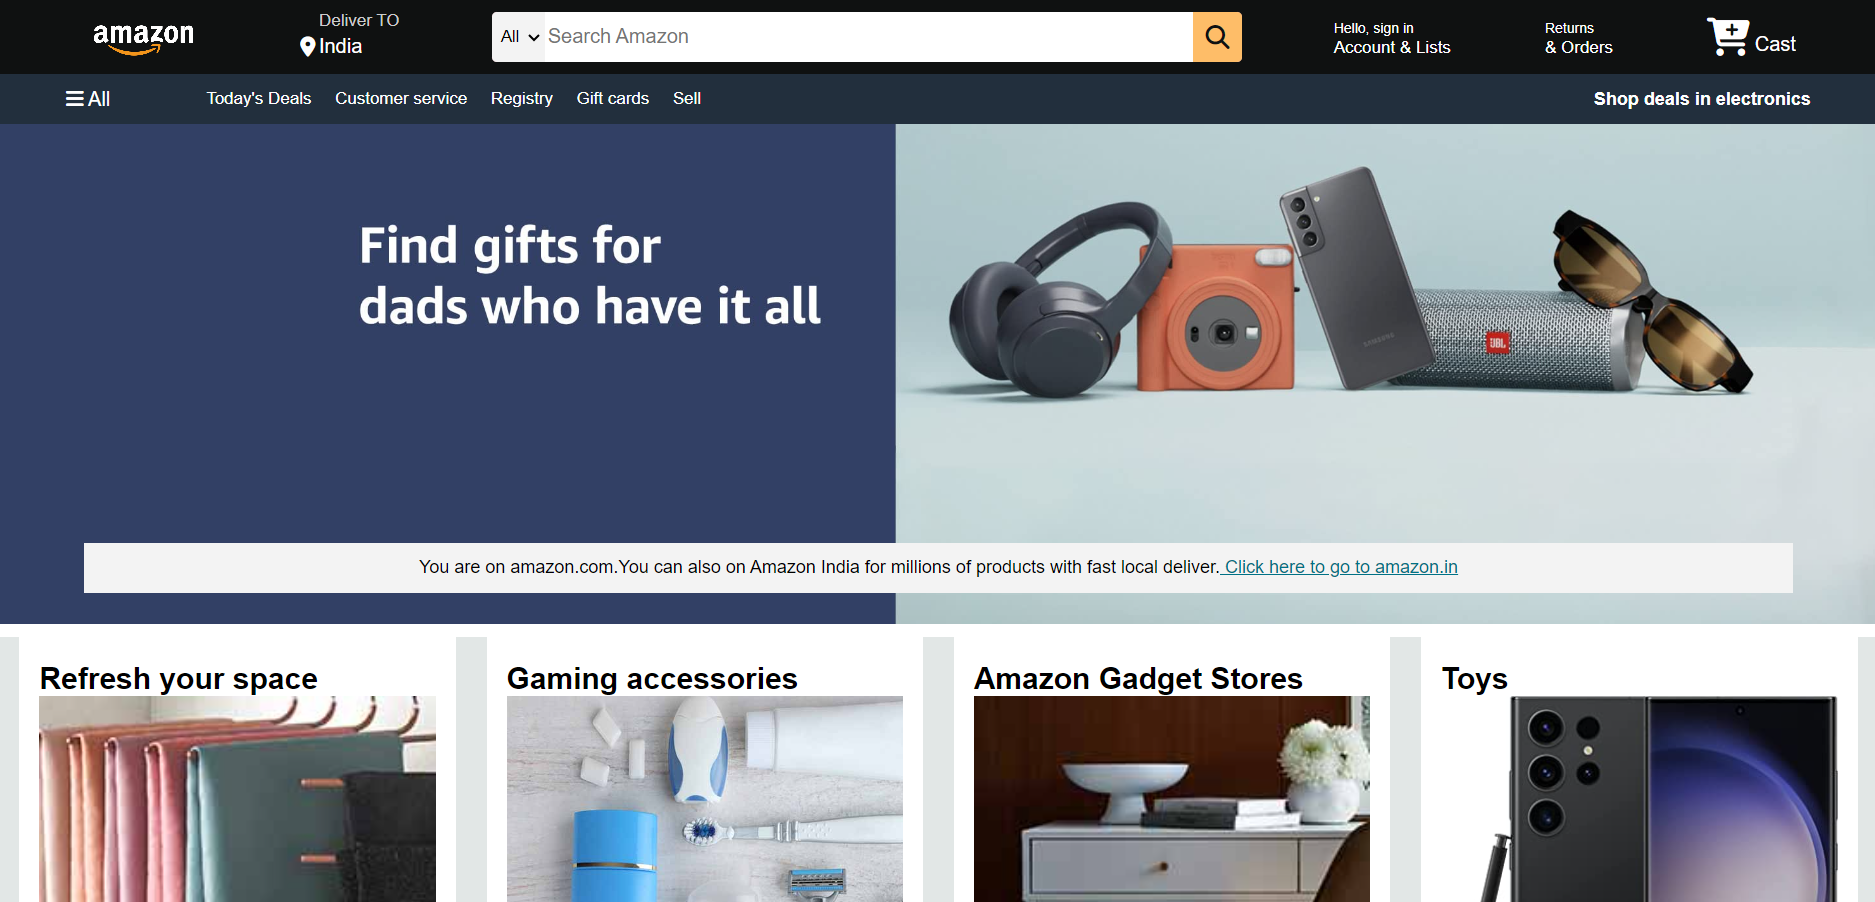 amazon
Deliver TO
India
All
Search Amazon
Hello, sign in
Account & Lists
Returns
& Orders
Cast
All
Today's Deals
Customer service
Registry
Gift cards
Sell
Shop deals in electronics
Find gifts for
dads who have it all
SAMSUNG
JBL
You are on amazon.com.You can also on Amazon India for millions of products with fast local deliver. Click here to go to amazon.in
Refresh your space
Gaming accessories
Amazon Gadget Stores
Toys